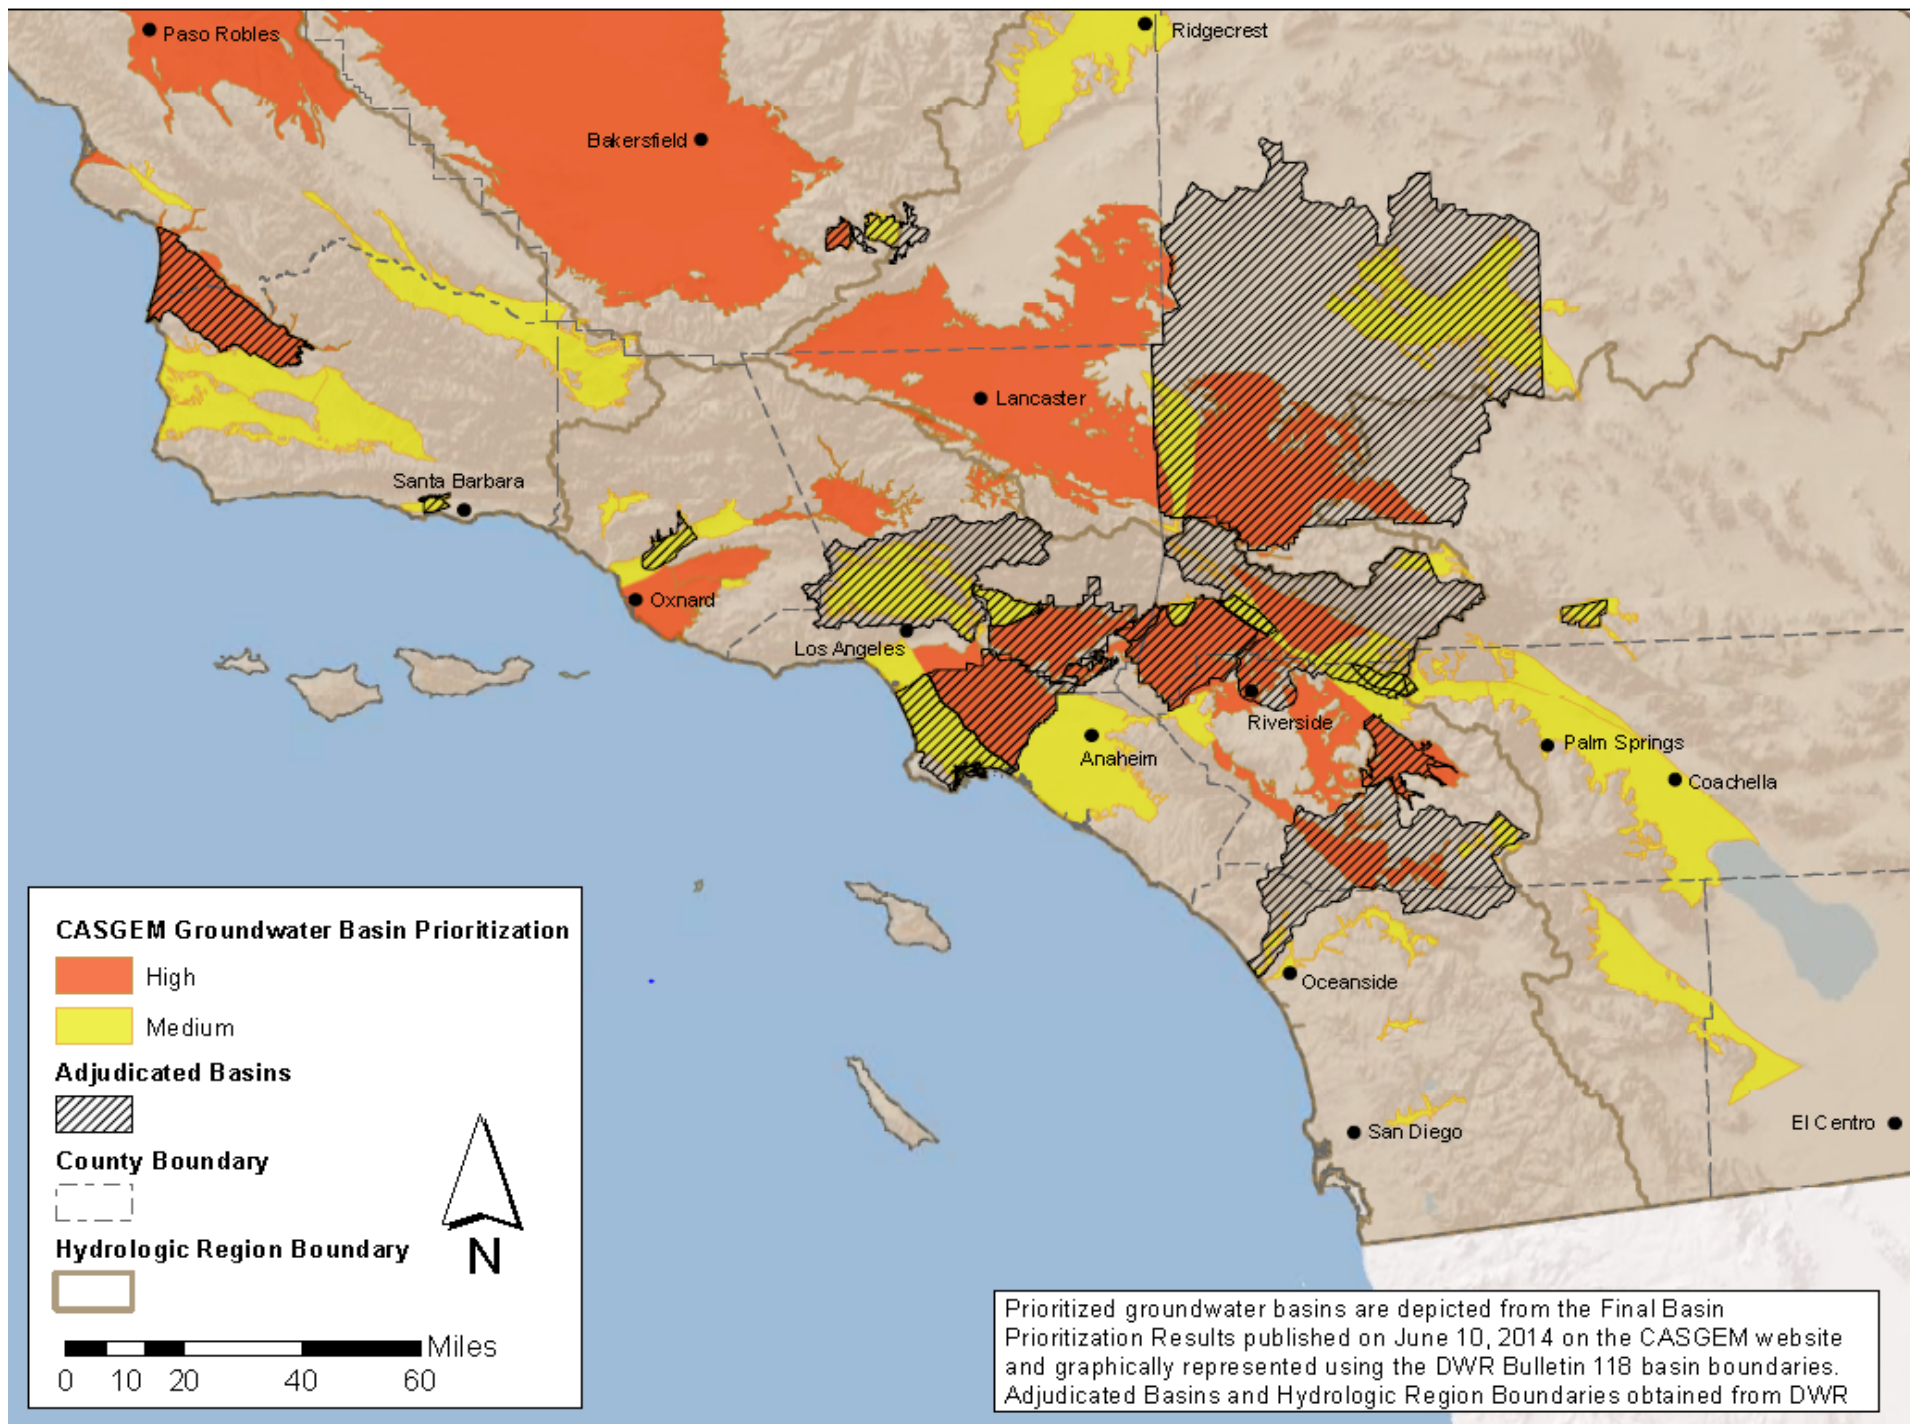 Paso Robles
Ridgecrest
Bakersfield
Lancaster
Santa Barbara
Oxnard
Los Angeles
Riverside
Anaheim
Palm Springs
Coachella
Oceanside
San Diego
El Centro
CASGEM Groundwater Basin Prioritization
High
Medium
Adjudicated Basins
County Boundary
Hydrologic Region Boundary
N
Miles
0 10 20 40 60
Prioritized groundwater basins are depicted from the Final Basin
Prioritization Results published on June 10, 2014 on the CASGEM website
and graphically represented using the DWR Bulletin 118 basin boundaries.
Adjudicated Basins and Hydrologic Region Boundaries obtained from DWR